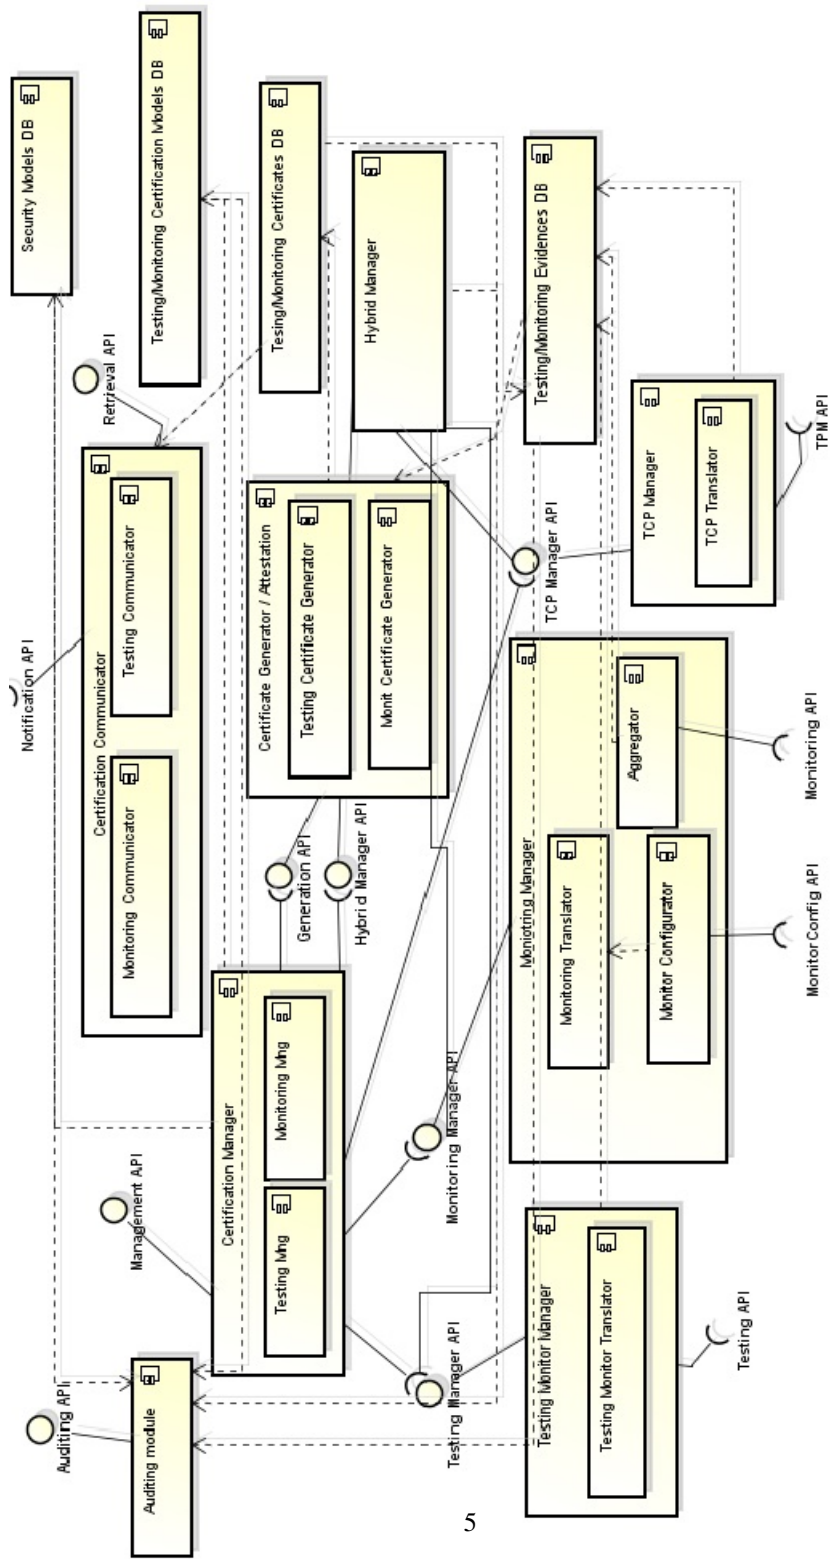 Security Models DB
Testing/Monitoring Certification Models DB
Tesing/Monitoring Certificates DB
Hybrid Manager
Testing/Monitoring Evidences DB
Retrieval API
Notification API
Certification Communicator
Testing Communicator
Monitoring Communicator
Certificate Generator / Attestation
Testing Certificate Generator
Monit Certificate Generator
TCP Manager API
TCP Manager
TCP Translator
TPM API
Generation API
Hybrid Manager API
Moniotring Manager
Aggregator
Monitoring Translator
Monitor Configurator
Monitoring API
Monitor Config API
Management API
Certification Manager
Monitoring Mng
Testing Mng
Monitoring Manager API
Auditing API
Auditing module
Testing Manager API
Testing Monitor Manager
Testing Monitor Translator
Testing API
5